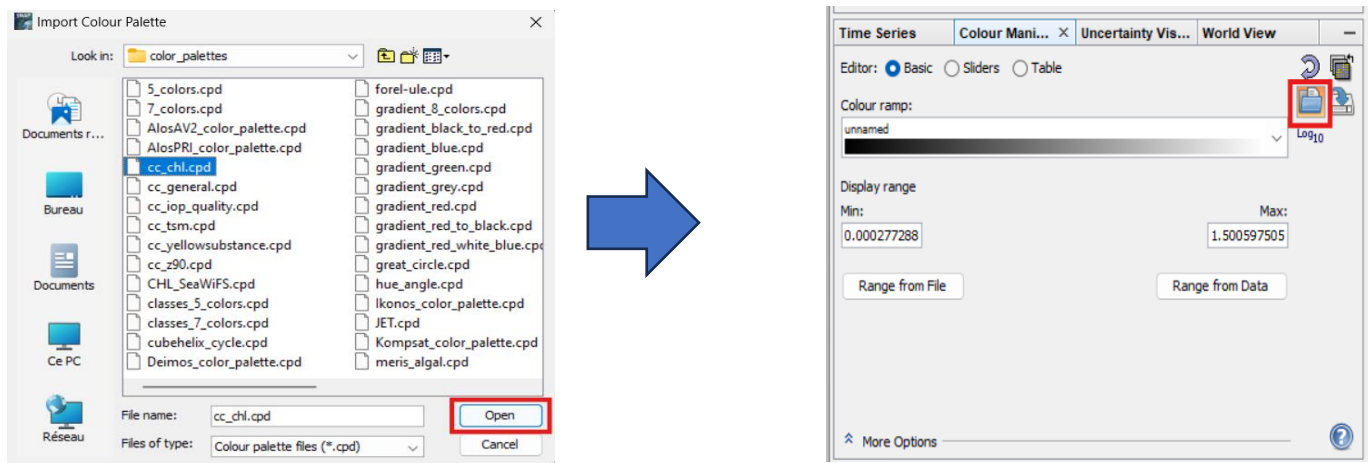 Import Colour Palette
Look in: color_palettes
Documents r...
Bureau
Documents
Ce PC
Réseau
5_colors.cpd
7_colors.cpd
AlosAV2_color_palette.cpd
AlosPRI_color_palette.cpd
cc_chl.cpd
cc_general.cpd
cc_iop_quality.cpd
cc_tsm.cpd
cc_yellowsubstance.cpd
cc_z90.cpd
CHL_SeaWiFS.cpd
classes_5_colors.cpd
classes_7_colors.cpd
cubehelix_cycle.cpd
Deimos_color_palette.cpd
forel-ule.cpd
gradient_8_colors.cpd
gradient_black_to_red.cpd
gradient_blue.cpd
gradient_green.cpd
gradient_grey.cpd
gradient_red.cpd
gradient_red_to_black.cpd
gradient_red_white_blue.cp
great_circle.cpd
hue_angle.cpd
Ikonos_color_palette.cpd
JET.cpd
Kompsat_color_palette.cpd
meris_algal.cpd
File name: cc_chl.cpd Open
Files of type: Colour palette files (*.cpd) Cancel
Time Series Colour Mani... × Uncertainty Vis... World View
Editor: Basic Sliders Table
Colour ramp:
unnamed
Log10
Display range
Min: Max:
0.000277288 1.500597505
Range from File Range from Data
More Options